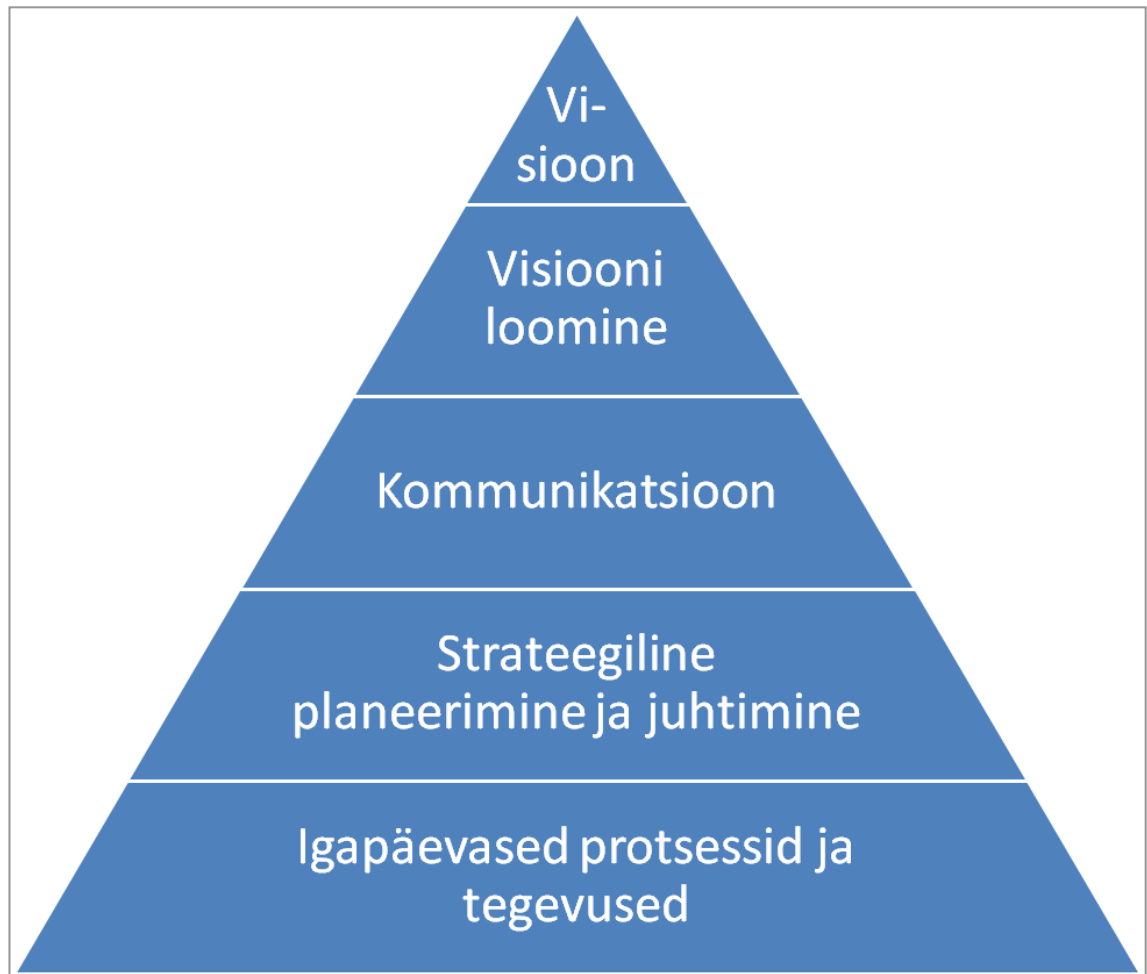 Vi-
sioon
Visiooni
loomine
Kommunikatsioon
Strateegiline
planeerimine ja juhtimine
Igapäevased protsessid ja
tegevused